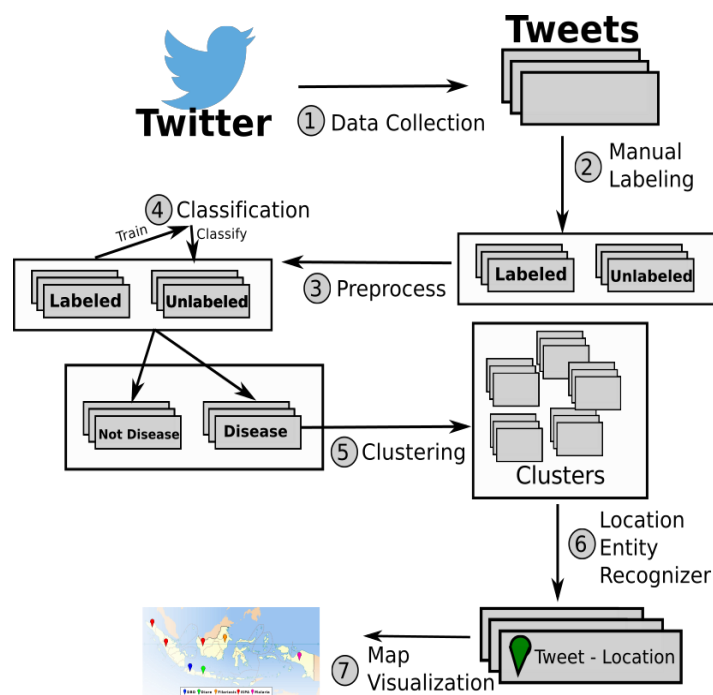 Twitter
Tweets
1 Data Collection
2 Manual
Labeling
Labeled
Unlabeled
3 Preprocess
4 Classification
Train
Classify
Labeled
Unlabeled
Not Disease
Disease
5 Clustering
Clusters
6 Location
Entity
Recognizer
Tweet - Location
7 Map
Visualization